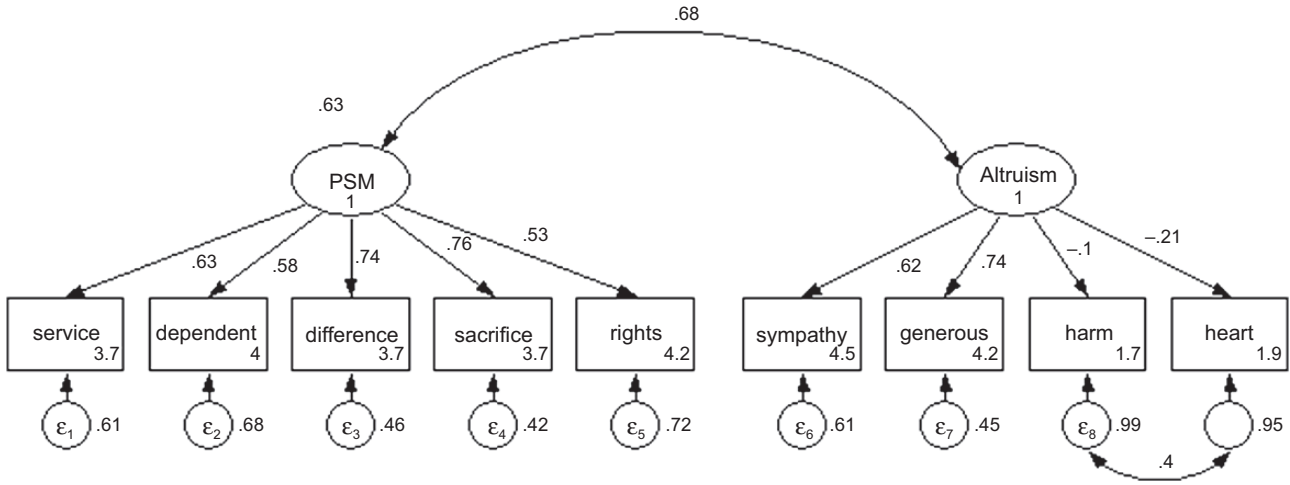 .68
.63
PSM
1
Altruism
1
.63
.58
.74
.76
.53
.62
.74
–.1
–.21
service
3.7
dependent
4
difference
3.7
sacrifice
3.7
rights
4.2
sympathy
4.5
generous
4.2
harm
1.7
heart
1.9
ε1 .61
ε2 .68
ε3 .46
ε4 .42
ε5 .72
ε6 .61
ε7 .45
ε8 .99
.95
.4